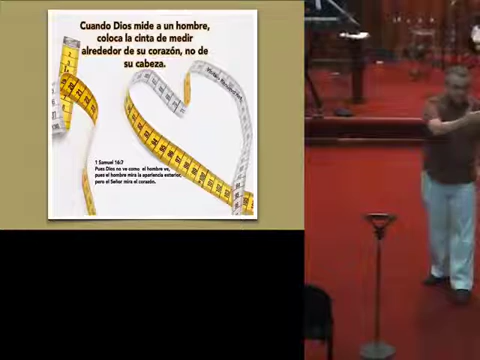 Cuando Dios mide a un hombre,
coloca la cinta de medir
alrededor de su corazón, no de
su cabeza.
1 Samuel 16:7
Pues Dios no ve como el hombre ve,
pues el hombre mira la apariencia exterior,
pero el Señor mira el corazón.